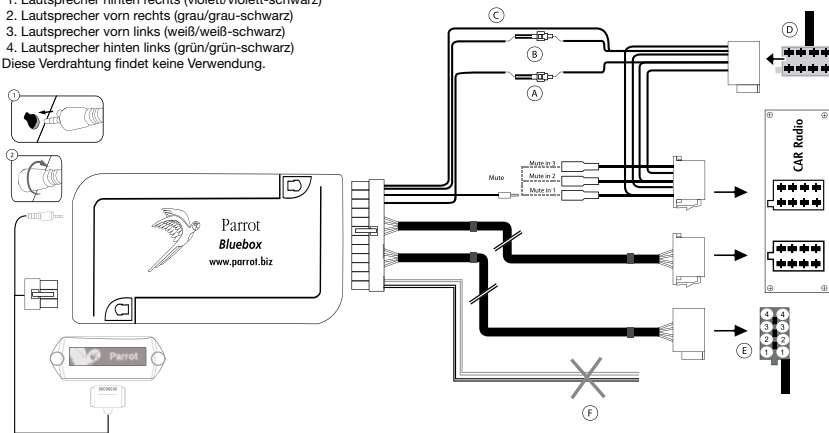 1. Lautsprecher hinten rechts (violett/violett-schwarz)
2. Lautsprecher vorn rechts (grau/grau-schwarz)
3. Lautsprecher vorn links (weiß/weiß-schwarz)
4. Lautsprecher hinten links (grün/grün-schwarz)
Diese Verdrahtung findet keine Verwendung.
C
B
A
D
1
2
CAR Radio
Mute
Mute in 3
Mute in 2
Mute in 1
Parrot
Bluebox
www.parrot.biz
Parrot
4 4
3 3
2 2
1 1
E
F